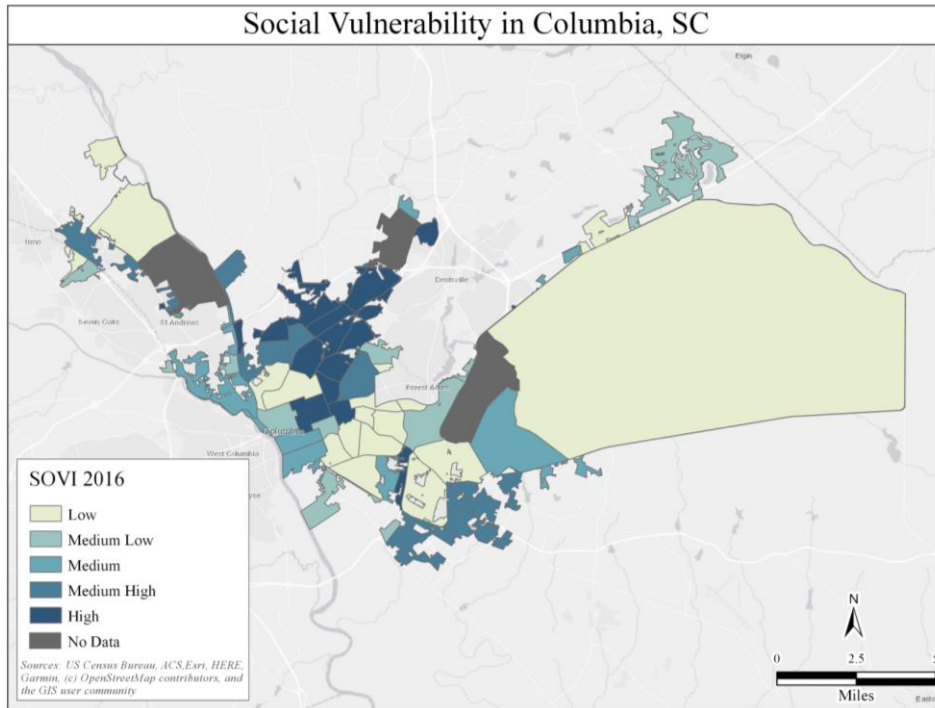 Social Vulnerability in Columbia, SC
Elgin
Irmo
Dentsville
Seven Oaks
St Andrews
Forest Acres
Columbia
West Columbia
SOVI 2016
Low
Medium Low
Medium
Medium High
High
No Data
Sources: US Census Bureau, ACS,Esri, HERE,
Garmin, (c) OpenStreetMap contributors, and
the GIS user community
N
0 2.5 5
Miles